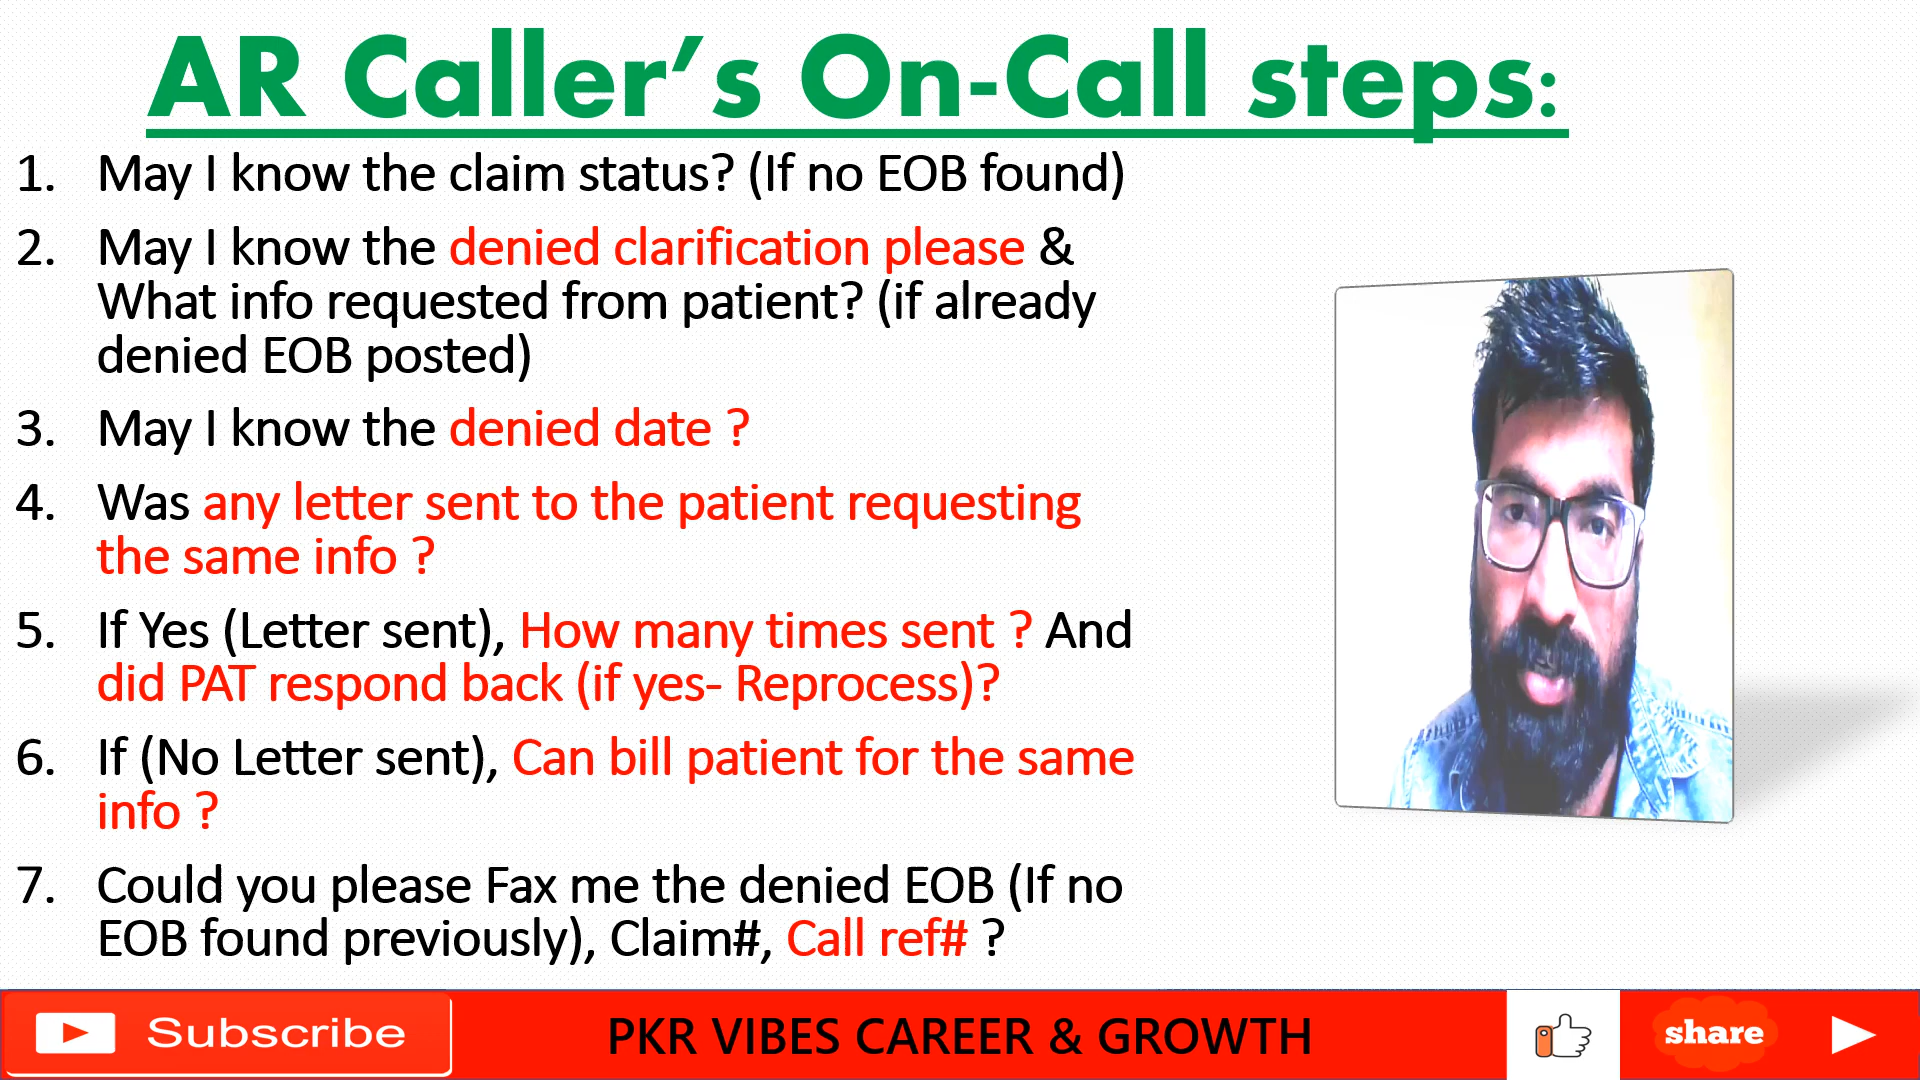 AR Caller’s On-Call steps:
1. May I know the claim status? (If no EOB found)
2. May I know the denied clarification please &
What info requested from patient? (if already
denied EOB posted)
3. May I know the denied date ?
4. Was any letter sent to the patient requesting
the same info ?
5. If Yes (Letter sent), How many times sent ? And
did PAT respond back (if yes- Reprocess)?
6. If (No Letter sent), Can bill patient for the same
info ?
7. Could you please Fax me the denied EOB (If no
EOB found previously), Claim#, Call ref# ?
Subscribe
PKR VIBES CAREER & GROWTH
share